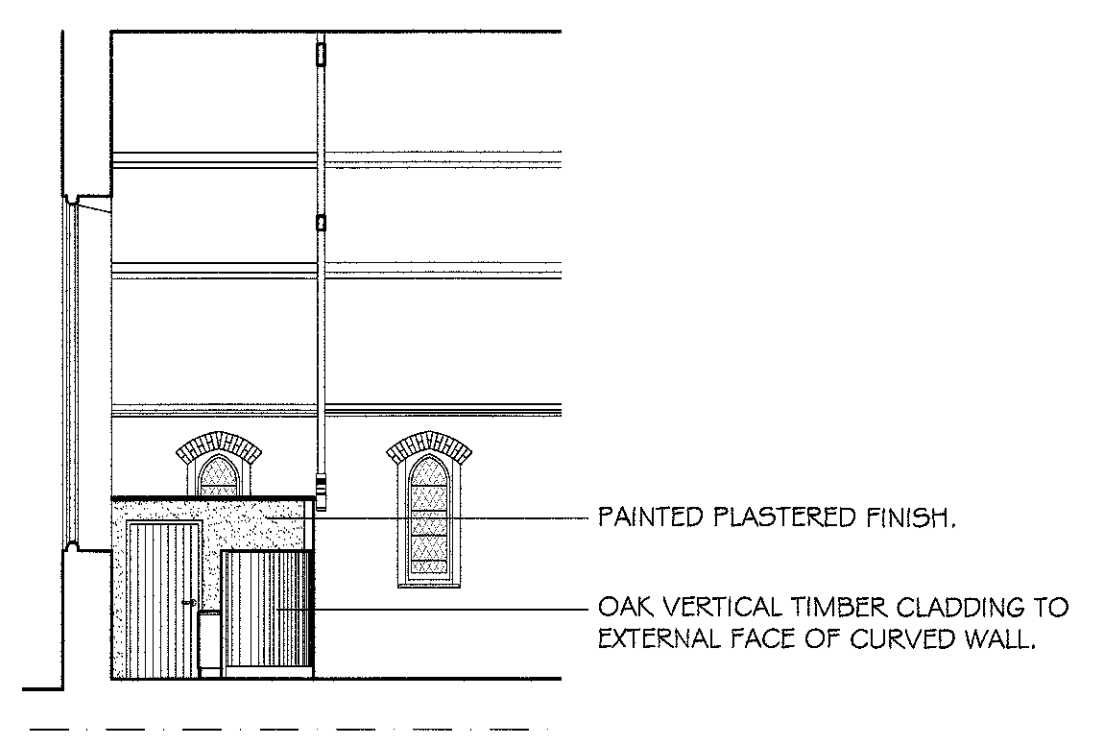 PAINTED PLASTERED FINISH.
OAK VERTICAL TIMBER CLADDING TO
EXTERNAL FACE OF CURVED WALL.